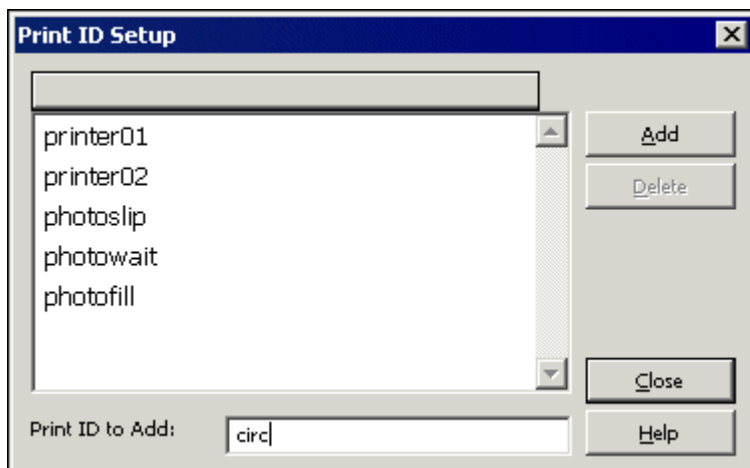 Print ID Setup
printer01
printer02
photoslip
photowait
photofill
Add
Delete
Close
Print ID to Add: circ
Help